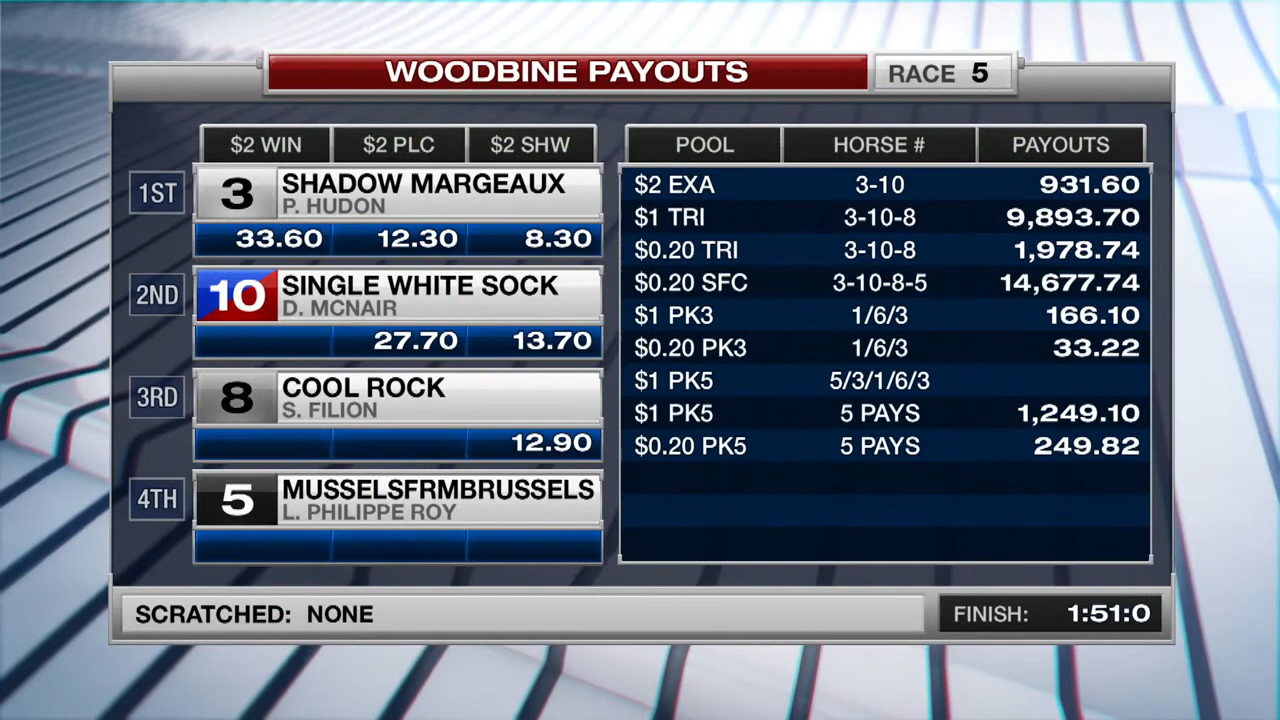 WOODBINE PAYOUTS
RACE 5
$2 WIN $2 PLC $2 SHW
1ST 3 SHADOW MARGEAUX
P. HUDON
33.60 12.30 8.30
2ND 10 SINGLE WHITE SOCK
D. MCNAIR
27.70 13.70
3RD 8 COOL ROCK
S. FILION
12.90
4TH 5 MUSSELSFRMBRUSSELS
L. PHILIPPE ROY
POOL HORSE # PAYOUTS
$2 EXA 3-10 931.60
$1 TRI 3-10-8 9,893.70
$0.20 TRI 3-10-8 1,978.74
$0.20 SFC 3-10-8-5 14,677.74
$1 PK3 1/6/3 166.10
$0.20 PK3 1/6/3 33.22
$1 PK5 5/3/1/6/3
$1 PK5 5 PAYS 1,249.10
$0.20 PK5 5 PAYS 249.82
SCRATCHED: NONE
FINISH: 1:51:0